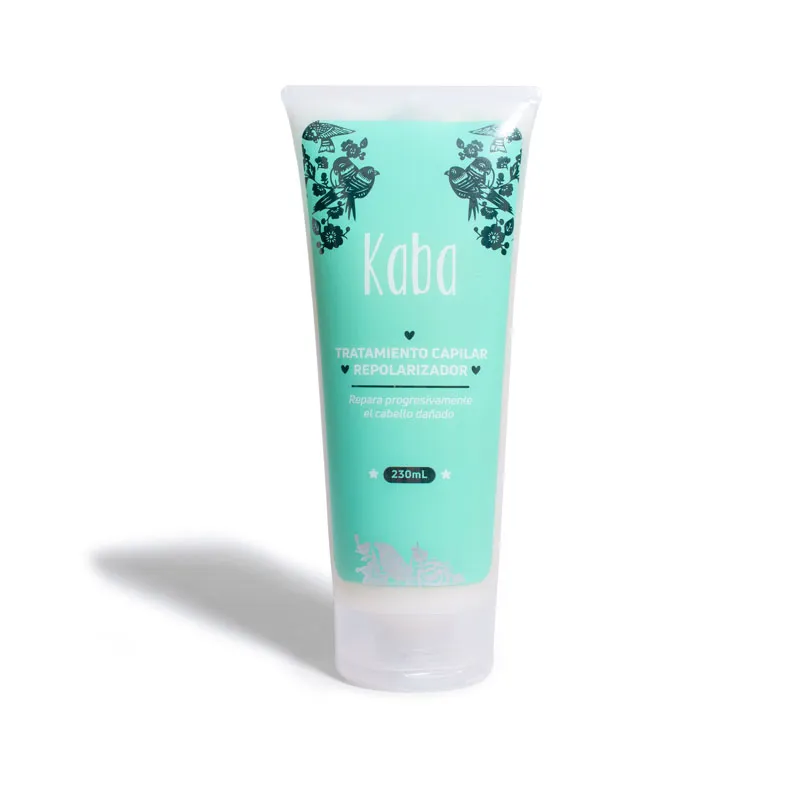 Kaba
TRATAMIENTO CAPILAR
REPOLARIZADOR
Repara progresivamente
el cabello dañado
230mL